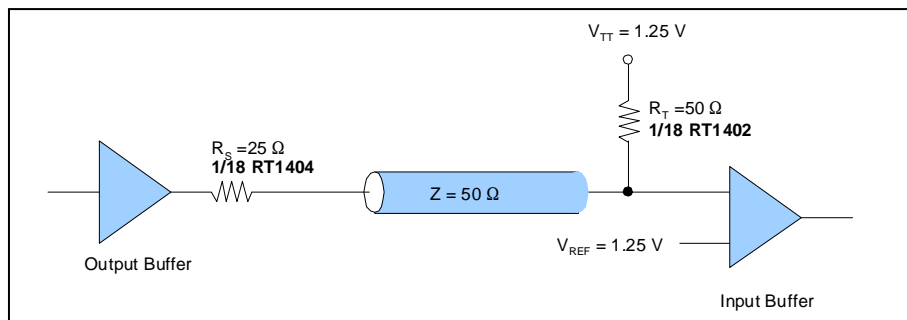 V_TT = 1.25 V
R_T =50 Ω
1/18 RT1402
R_S =25 Ω
1/18 RT1404
Z = 50 Ω
V_REF = 1.25 V
Output Buffer
Input Buffer